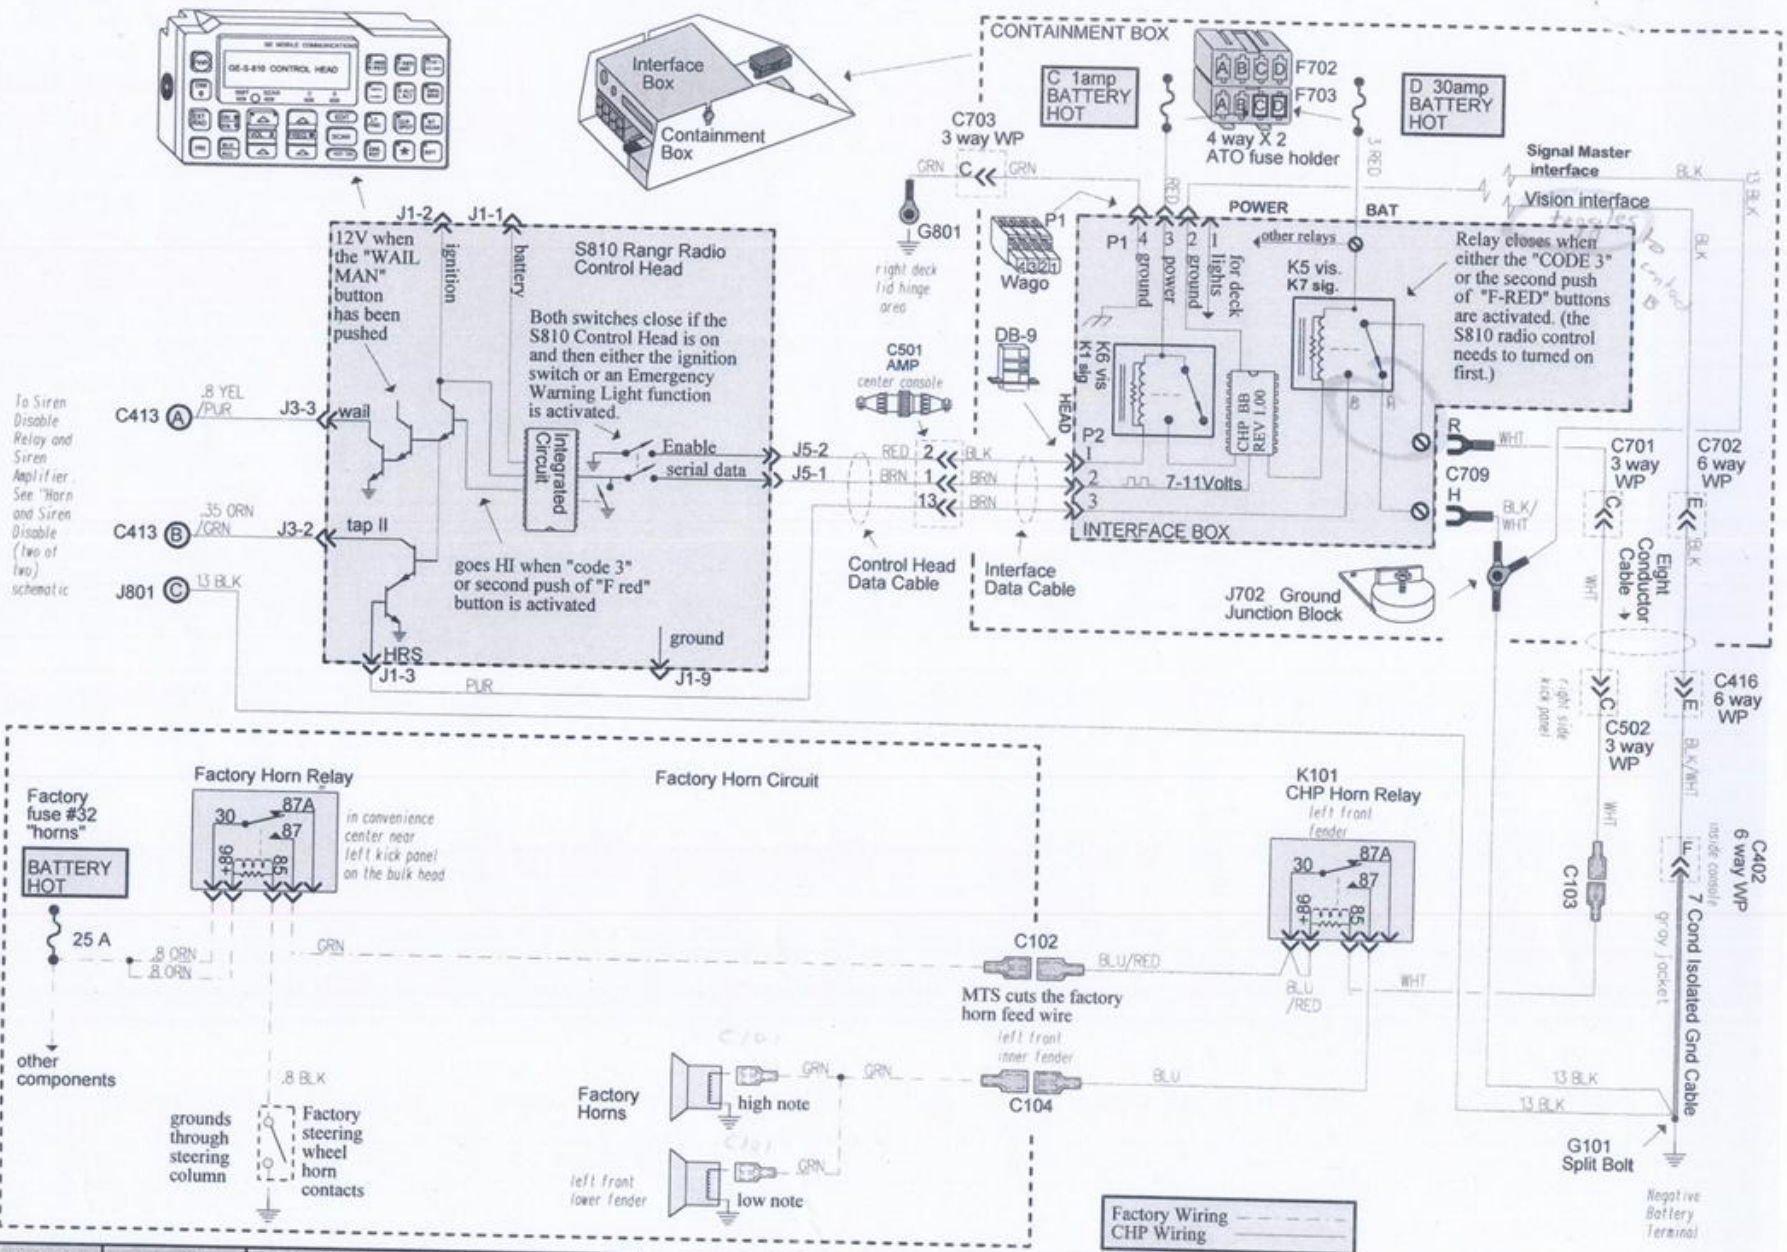 GE MOBILE COMMUNICATIONS
GE-S-810 CONTROL HEAD
SCAN
Interface
Box
Containment
Box
CONTAINMENT BOX
C 1amp
BATTERY
HOT
A B C D
F702
A B C D
F703
4 way X 2
ATO fuse holder
D 30amp
BATTERY
HOT
C703
3 way WP
GRN
C
GRN
G801
right deck
lid hinge
area
RED
3 RED
Signal Master
interface
BLK
13 BLK
Vision interface
toggles
BLK
P1
4321
Wago
POWER
BAT
P1
4
3
2
1
ground
power
ground
lights
for deck
other relays
K5 vis.
K7 sig.
Relay closes when
either the "CODE 3"
or the second push
of "F-RED" buttons
are activated. (the
S810 radio control
needs to turned on
first.)
K6 vis
K1 sig
CHP BB
REV 1.00
B
A
J1-2
J1-1
12V when
the "WAIL
MAN"
button
has been
pushed
ignition
battery
S810 Rangr Radio
Control Head
Both switches close if the
S810 Control Head is on
and then either the ignition
switch or an Emergency
Warning Light function
is activated.
Integrated
Circuit
Enable
serial data
J5-2
J5-1
C501
AMP
center console
DB-9
HEAD
P2
RED
2
BLK
1
BRN
1
BRN
2
13
BRN
3
7-11Volts
INTERFACE BOX
Control Head
Data Cable
Interface
Data Cable
To Siren
Disable
Relay and
Siren
Amplifier.
See "Horn
and Siren
Disable
(two of
two)
schematic
C413
A
.8 YEL
/PUR
J3-3
wail
C413
B
.35 ORN
/GRN
J3-2
tap II
J801
C
13 BLK
goes HI when "code 3"
or second push of "F red"
button is activated
ground
HRS
J1-3
PUR
J1-9
R
WHT
C709
H
BLK/
WHT
C701
3 way
WP
C702
6 way
WP
C
E
WHT
BLK
Eight
Conductor
Cable
J702 Ground
Junction Block
right side
kick panel
C
E
C416
6 way
WP
C502
3 way
WP
BLK/WHT
WHT
C103
F
inside console
C402
6 way WP
7 Cond Isolated Gnd Cable
gray jacket
Factory
fuse #32
"horns"
BATTERY
HOT
25 A
Factory Horn Relay
30
87A
87
86+
85
in convenience
center near
left kick panel
on the bulk head
Factory Horn Circuit
.8 ORN
.8 ORN
GRN
other
components
.8 BLK
grounds
through
steering
column
Factory
steering
wheel
horn
contacts
C102
BLU/RED
MTS cuts the factory
horn feed wire
left front
inner fender
C104
BLU
C101
GRN
GRN
high note
Factory
Horns
C101
GRN
low note
left front
lower fender
K101
CHP Horn Relay
left front
fender
30
87A
87
86+
85
BLU
/RED
WHT
13 BLK
13 BLK
G101
Split Bolt
Negative
Battery
Terminal
Factory Wiring
CHP Wiring